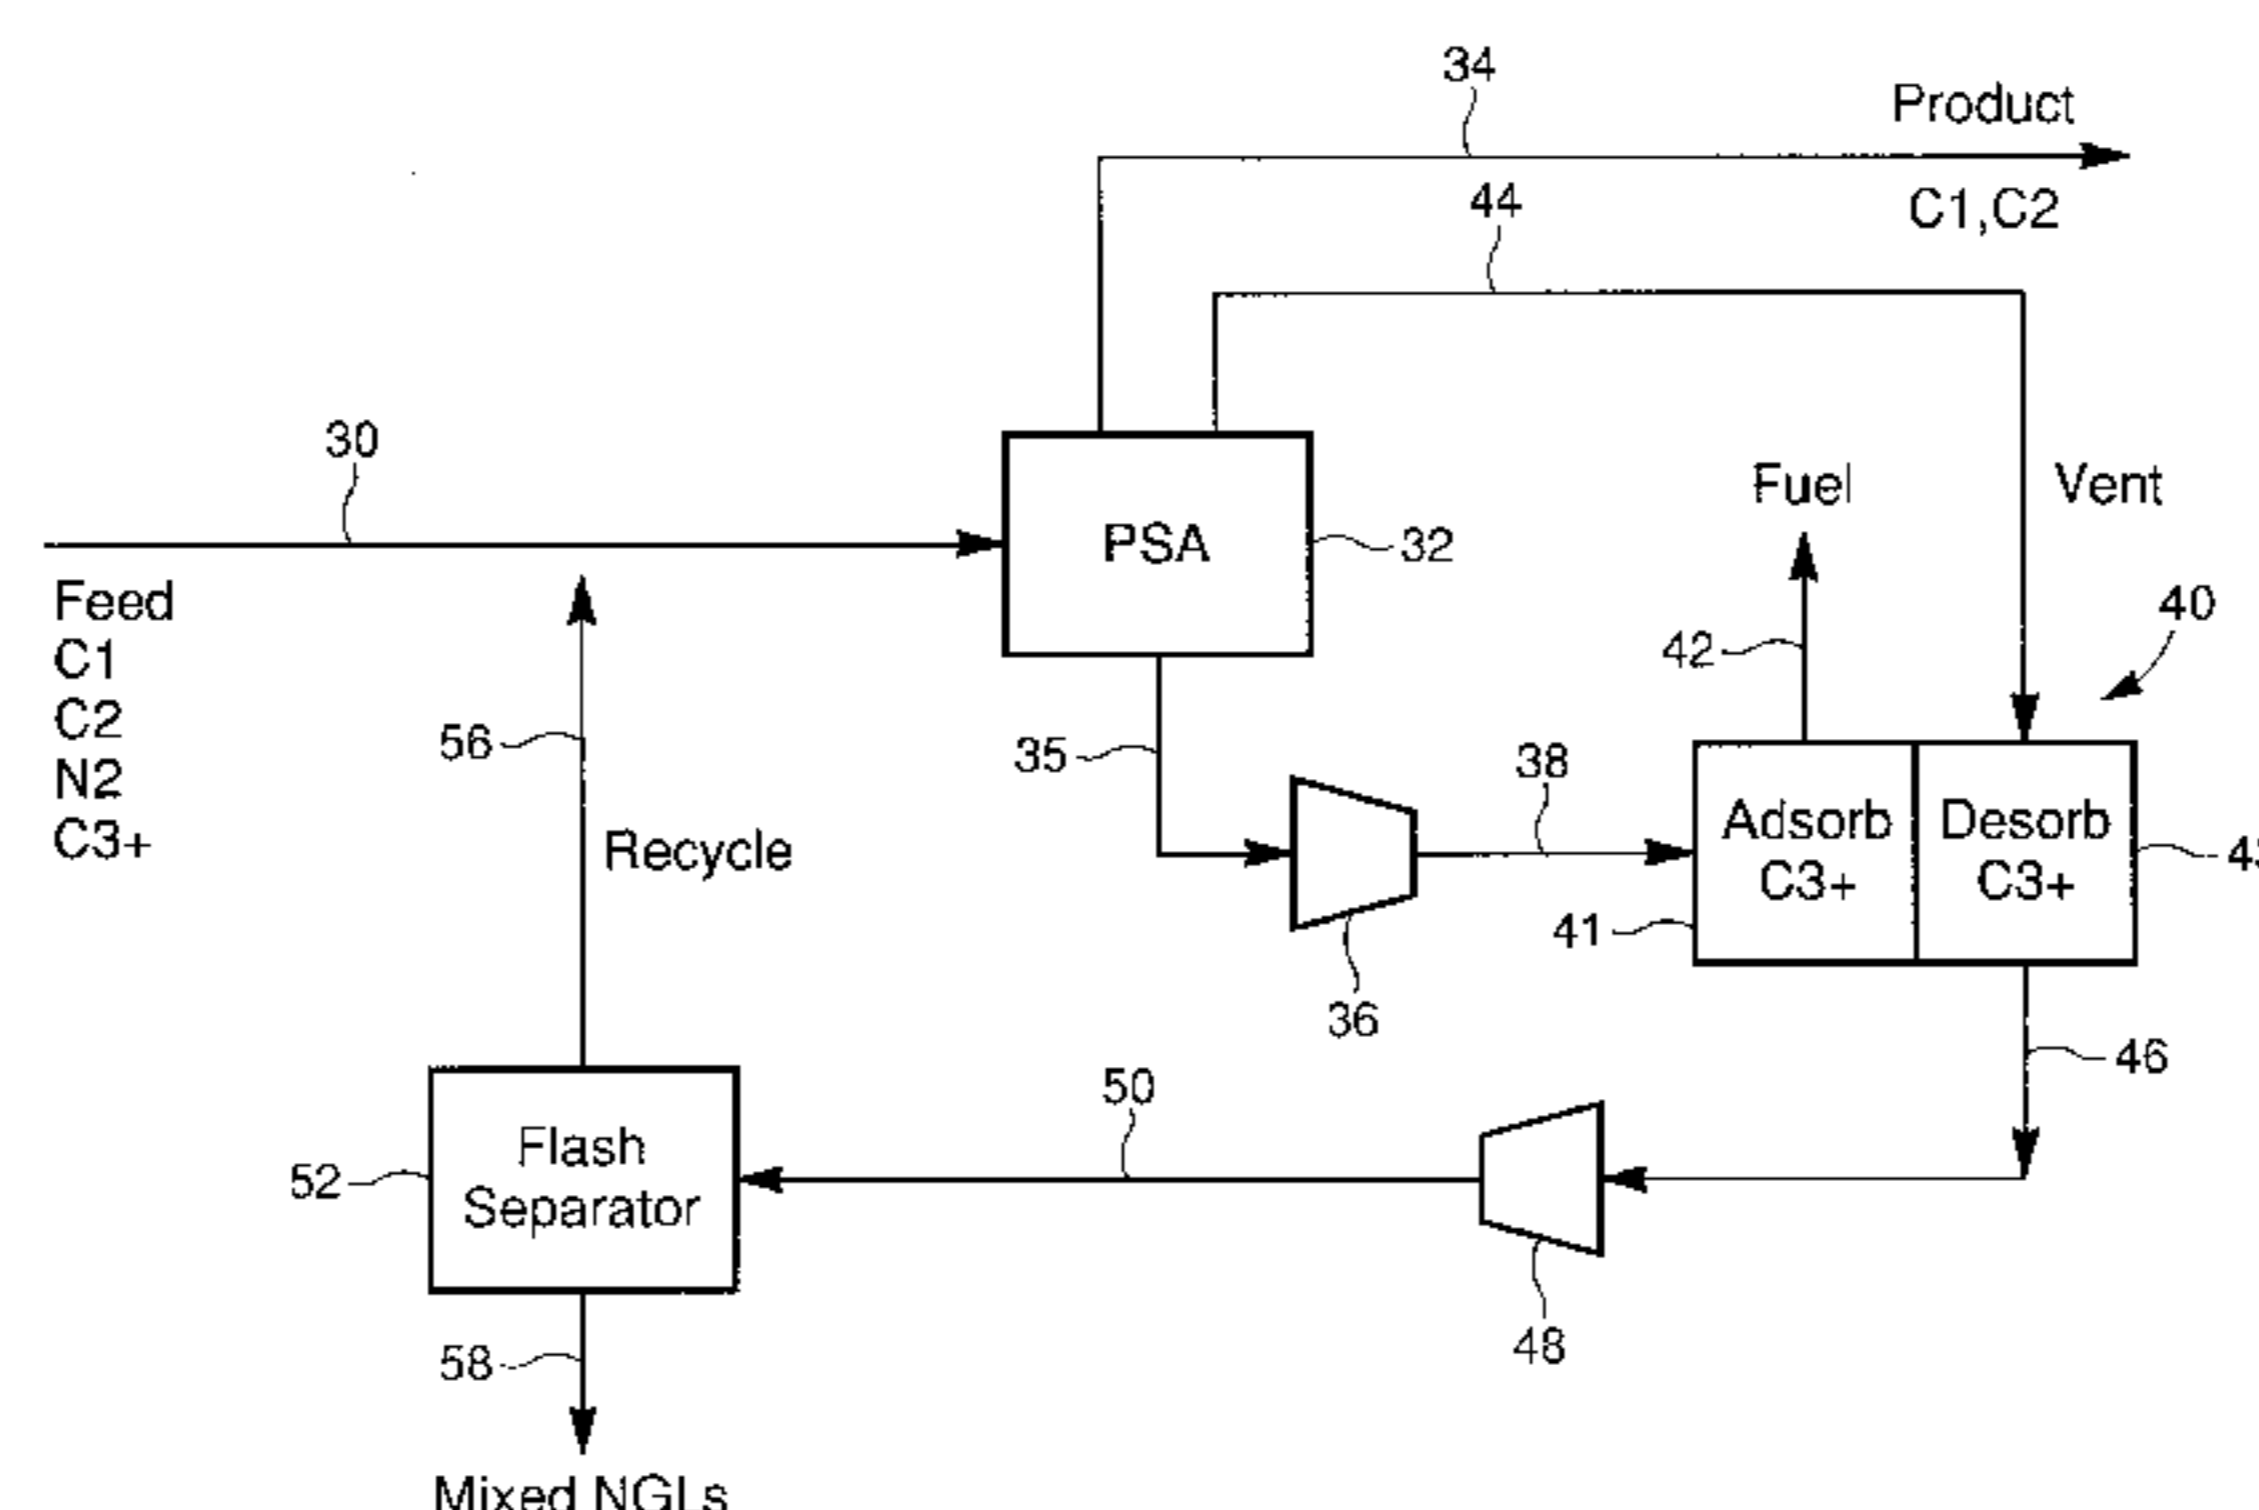 34
Product
C1,C2
44
30
Feed
C1
C2
N2
C3+
PSA
32
Fuel
Vent
40
42
56
Recycle
35
38
36
Adsorb
C3+
Desorb
C3+
41
46
50
Flash
Separator
52
48
58
Mixed NGLs